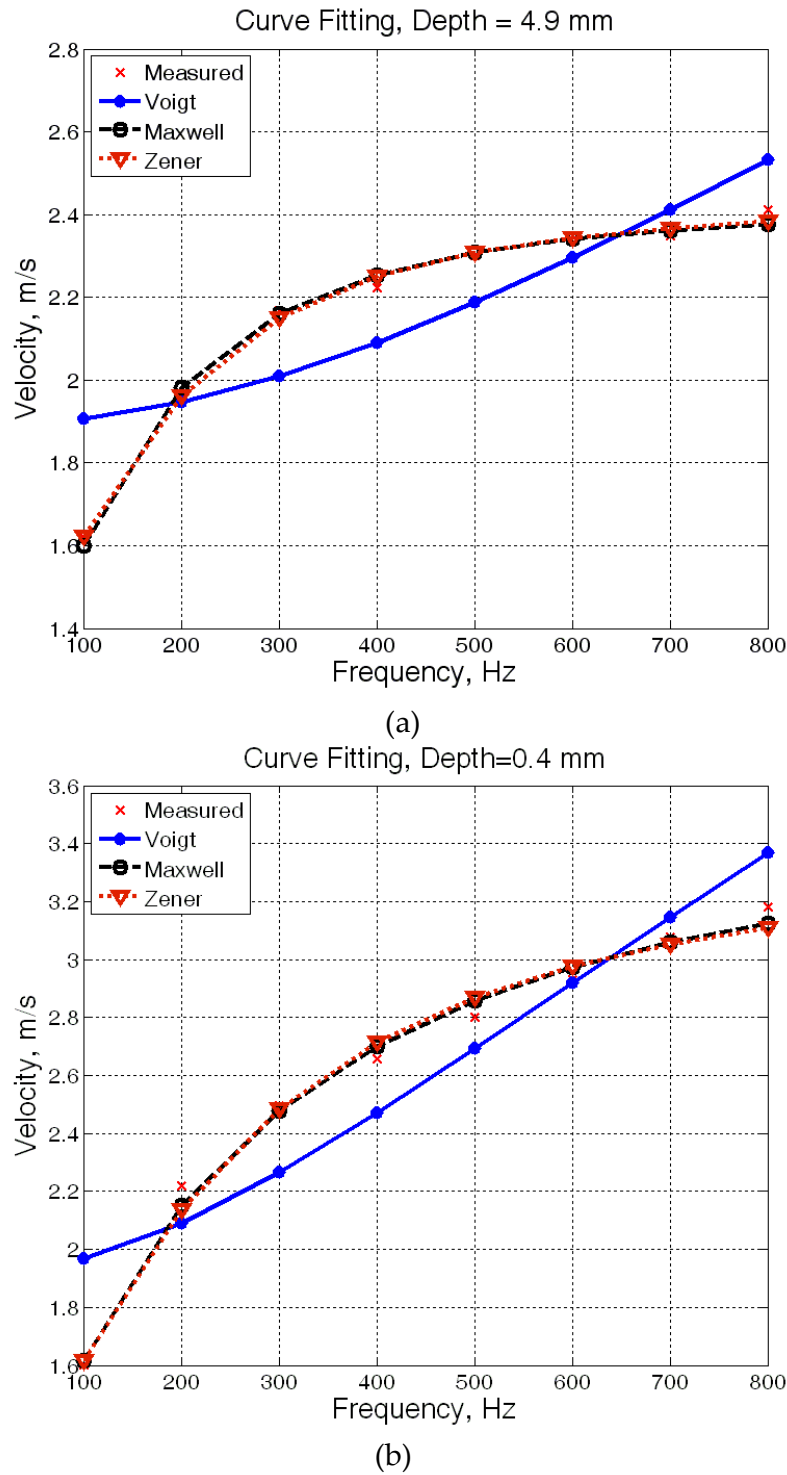 Curve Fitting, Depth = 4.9 mm
2.8
2.6
2.4
2.2
2
1.8
1.6
1.4
Velocity, m/s
Measured
Voigt
Maxwell
Zener
100 200 300 400 500 600 700 800
Frequency, Hz
(a)
Curve Fitting, Depth=0.4 mm
3.6
3.4
3.2
3
2.8
2.6
2.4
2.2
2
1.8
1.6
Velocity, m/s
Measured
Voigt
Maxwell
Zener
100 200 300 400 500 600 700 800
Frequency, Hz
(b)